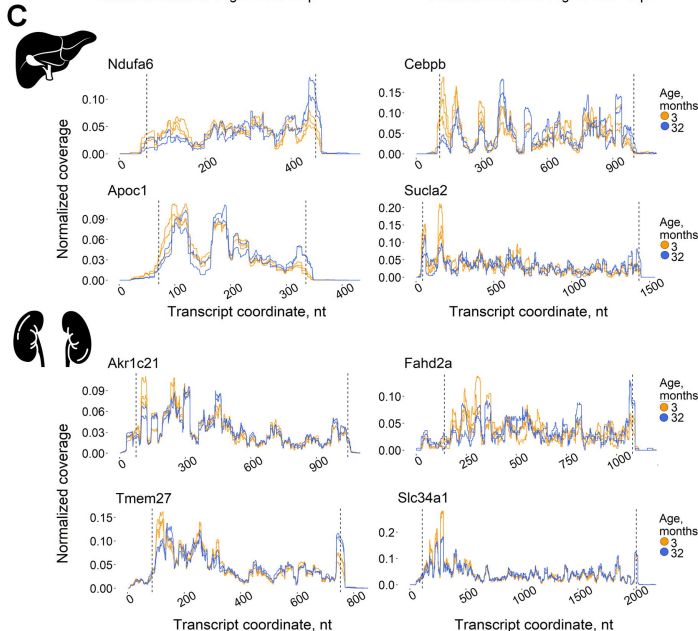 C
Ndufa6
Cebpb
Normalized coverage
0.10
0.05
0.00
0 200 400
0.15
0.10
0.05
0.00
0 300 600 900
Age,
months
3
32
Apoc1
Sucla2
0.09
0.06
0.03
0.00
0 100 200 300 400
0.20
0.15
0.10
0.05
0.00
0 500 1000 1500
Age,
months
3
32
Transcript coordinate, nt
Transcript coordinate, nt
Akr1c21
Fahd2a
Normalized coverage
0.09
0.06
0.03
0.00
0 300 600 900
0.10
0.05
0.00
0 250 500 750 1000
Age,
months
3
32
Tmem27
Slc34a1
0.15
0.10
0.05
0.00
0 200 400 600 800
0.2
0.1
0.0
0 500 1000 1500 2000
Age,
months
3
32
Transcript coordinate, nt
Transcript coordinate, nt